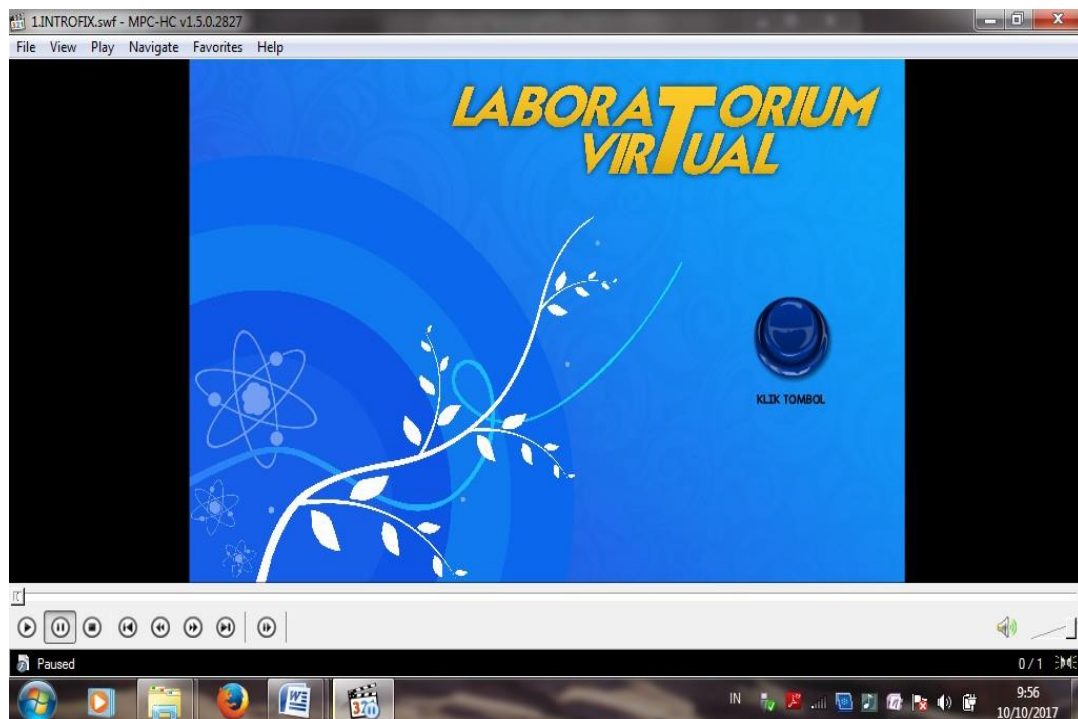 1.INTROFIX.swf - MPC-HC v1.5.0.2827
File View Play Navigate Favorites Help
LABORATORIUM
VIRTUAL
KLIK TOMBOL
Paused
0 / 1
IN
9:56
10/10/2017